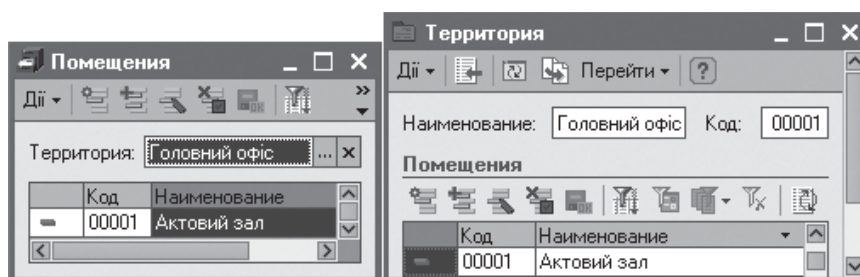 Помещения
Дії
Территория: Головний офіс ... x
Код Наименование
00001 Актовий зал
Территория
Дії Перейти ?
Наименование: Головний офіс Код: 00001
Помещения
Код Наименование
00001 Актовий зал